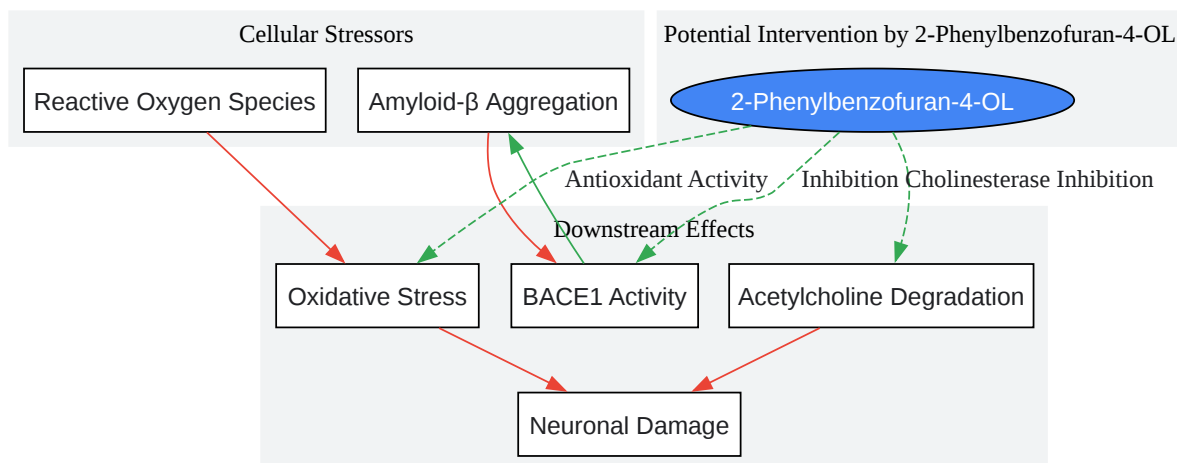 Cellular Stressors
Potential Intervention by 2-Phenylbenzofuran-4-OL
Reactive Oxygen Species
Amyloid-β Aggregation
2-Phenylbenzofuran-4-OL
Antioxidant Activity
Inhibition
Cholinesterase Inhibition
Downstream Effects
Oxidative Stress
BACE1 Activity
Acetylcholine Degradation
Neuronal Damage